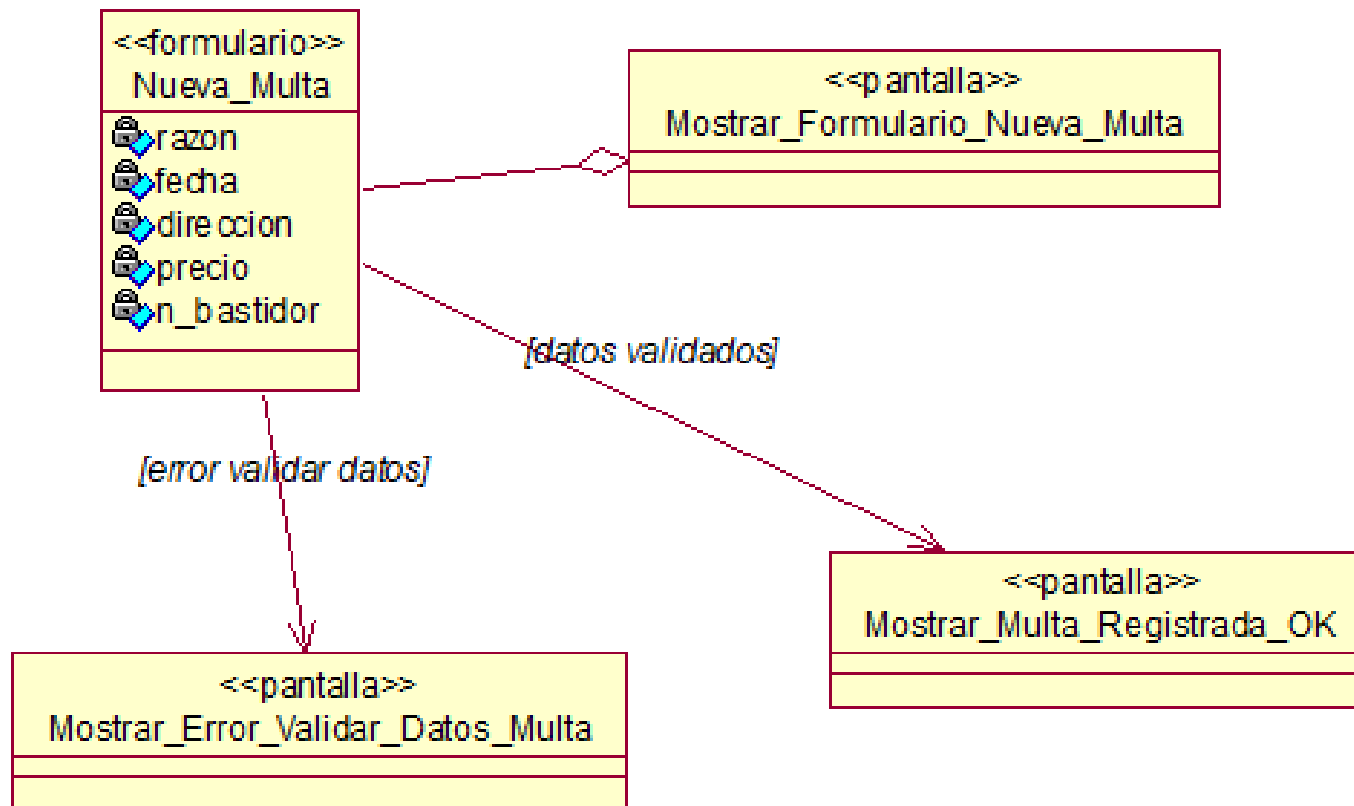 <<formulario>>
Nueva_Multa
razon
fecha
direccion
precio
n_bastidor
<<pantalla>>
Mostrar_Formulario_Nueva_Multa
[datos validados]
[error validar datos]
<<pantalla>>
Mostrar_Multa_Registrada_OK
<<pantalla>>
Mostrar_Error_Validar_Datos_Multa